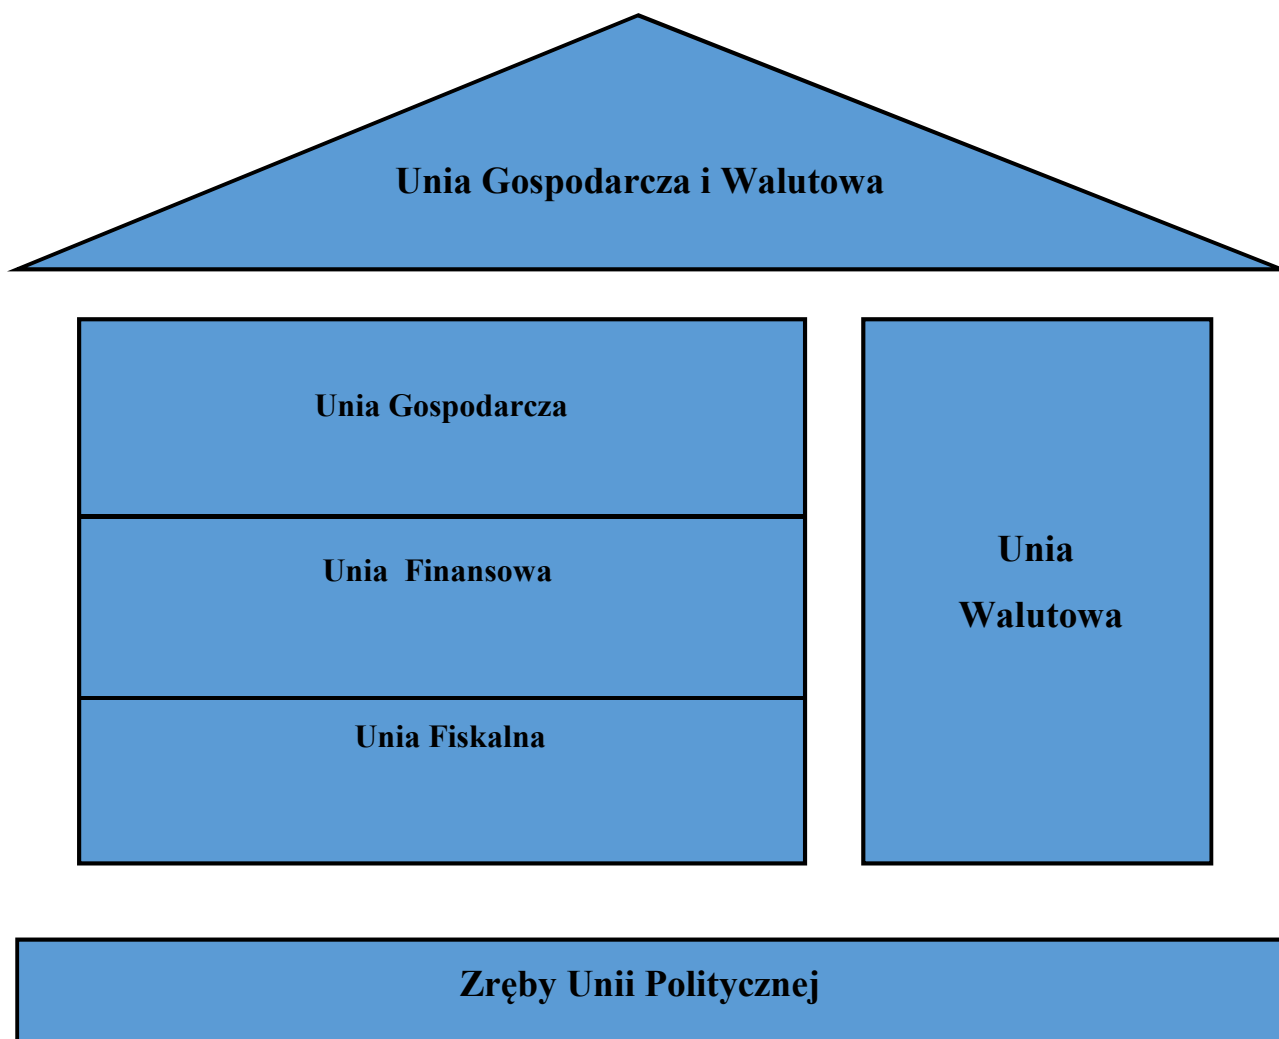 Unia Gospodarcza i Walutowa
Unia Gospodarcza
Unia Finansowa
Unia Fiskalna
Unia
Walutowa
Zręby Unii Politycznej